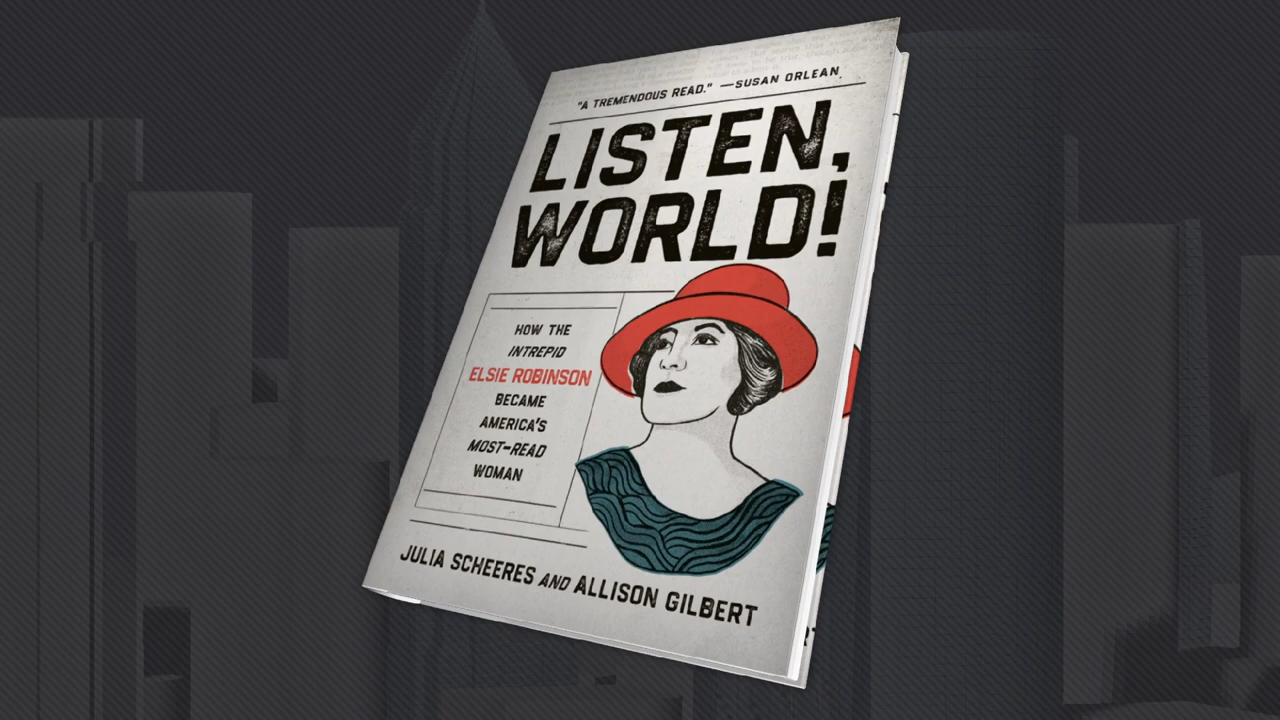 "A TREMENDOUS READ." —SUSAN ORLEAN
LISTEN,
WORLD!
HOW THE
INTREPID
ELSIE ROBINSON
BECAME
AMERICA'S
MOST-READ
WOMAN
JULIA SCHEERES AND ALLISON GILBERT